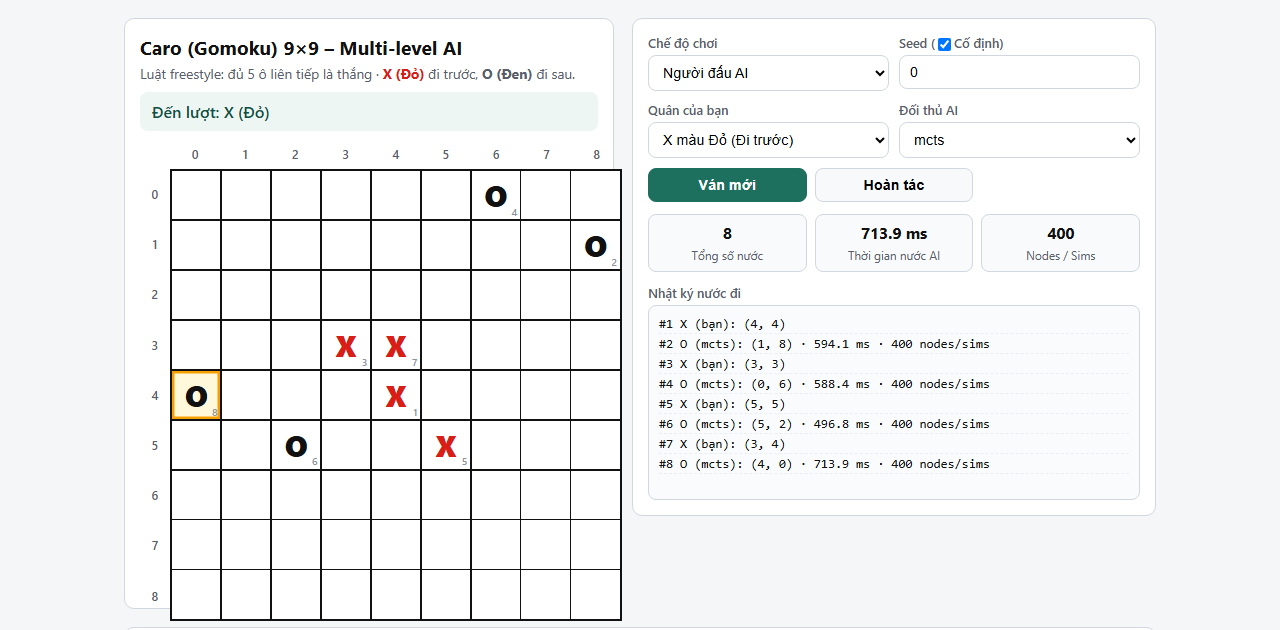 Caro (Gomoku) 9×9 – Multi-level AI
Luật freestyle: đủ 5 ô liên tiếp là thắng · X (Đỏ) đi trước, O (Đen) đi sau.
Đến lượt: X (Đỏ)
0 1 2 3 4 5 6 7 8
0 O 4
1 O 2
2
3 X 3 X 7
4 O 8 X 1
5 O 6 X 5
6
7
8
Chế độ chơi
Người đấu AI
Seed ( Cố định)
0
Quân của bạn
X màu Đỏ (Đi trước)
Đối thủ AI
mcts
Ván mới
Hoàn tác
8
Tổng số nước
713.9 ms
Thời gian nước AI
400
Nodes / Sims
Nhật ký nước đi
#1 X (bạn): (4, 4)
#2 O (mcts): (1, 8) · 594.1 ms · 400 nodes/sims
#3 X (bạn): (3, 3)
#4 O (mcts): (0, 6) · 588.4 ms · 400 nodes/sims
#5 X (bạn): (5, 5)
#6 O (mcts): (5, 2) · 496.8 ms · 400 nodes/sims
#7 X (bạn): (3, 4)
#8 O (mcts): (4, 0) · 713.9 ms · 400 nodes/sims